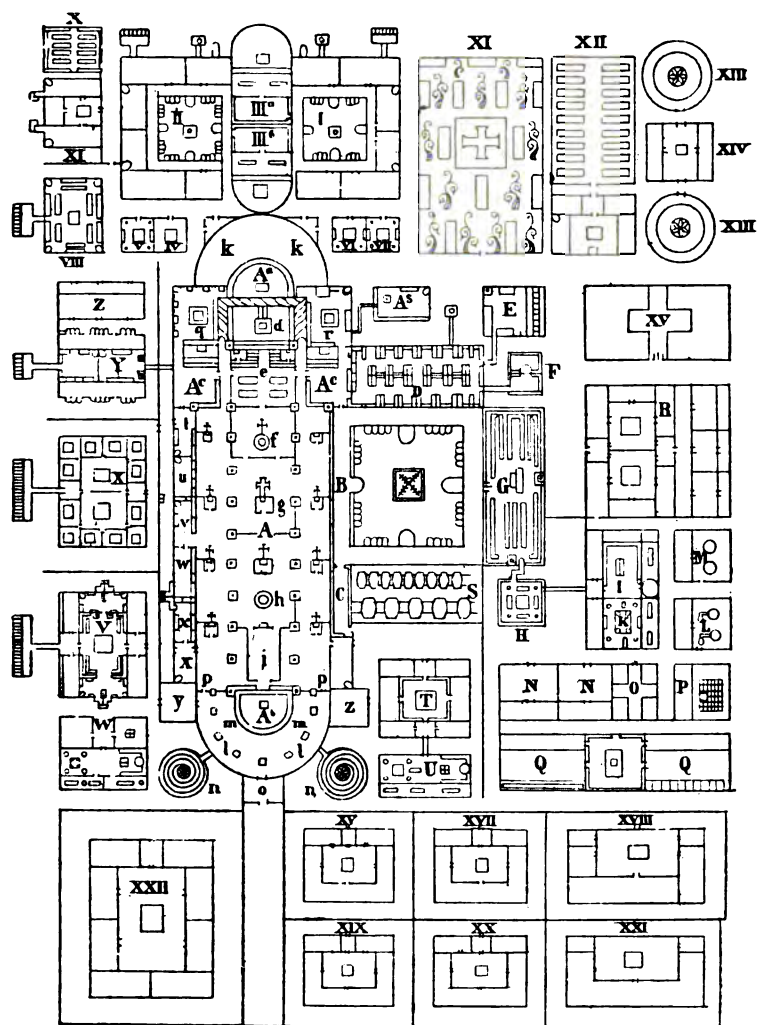 X XI XII XIII
II III^a I
III^b XIV
XI
XIII
k k V IV VI VII
VIII
A^a
Z A^s E XV
q d r
Y e
A^c A^c D F
t R
f
u
X g B G
v A
w C S I M
h
V H K L
x
x i
N N O P
p p T
y z
W m A^b m
C l l U Q Q
n n
o
XV XVII XVIII
XXII
XIX XX XXI